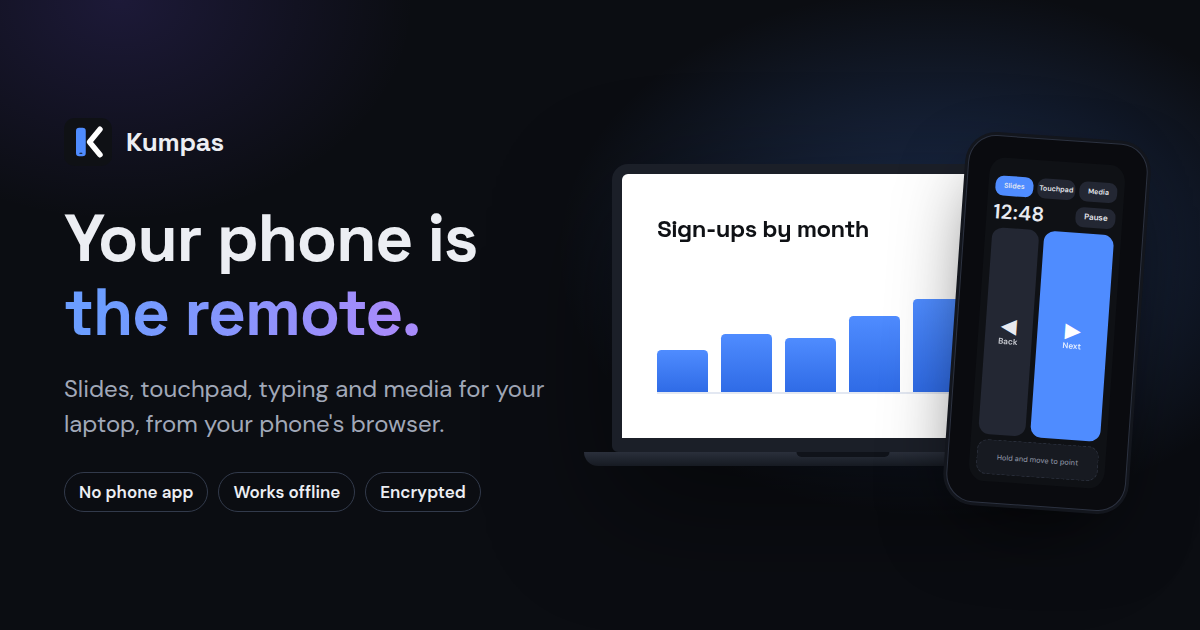 Kumpas
Your phone is
the remote.
Slides, touchpad, typing and media for your
laptop, from your phone's browser.
No phone app
Works offline
Encrypted
Sign-ups by month
Slides
Touchpad
Media
12:48
Pause
◀
Back
▶
Next
Hold and move to point